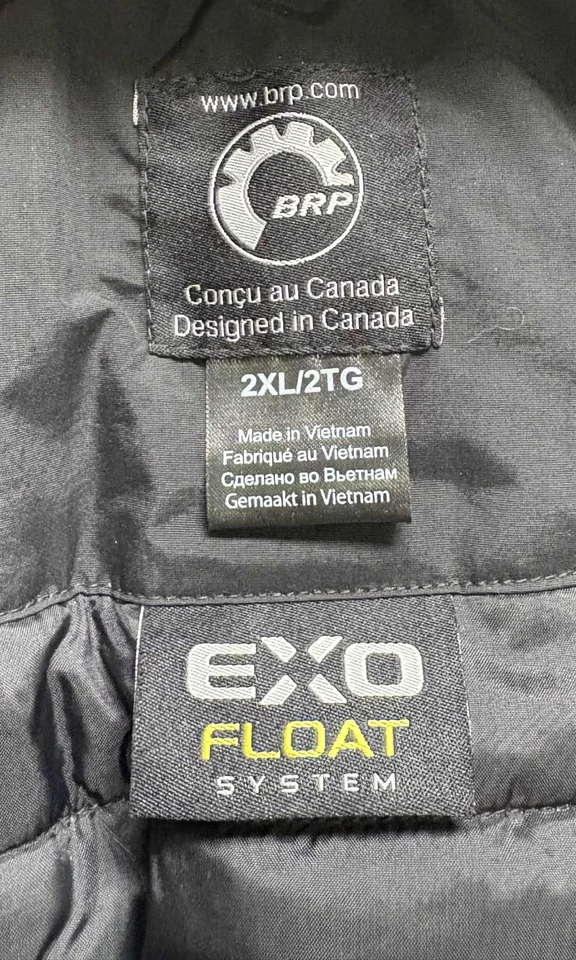 www.brp.com
BRP
Conçu au Canada
Designed in Canada
2XL/2TG
Made in Vietnam
Fabriqué au Vietnam
Сделано во Вьетнам
Gemaakt in Vietnam
EXO
FLOAT
SYSTEM